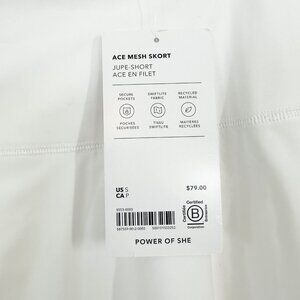 ACE MESH SKORT
JUPE-SHORT
ACE EN FILET
SECURE
POCKETS
SWIFTLITE
FABRIC
RECYCLED
MATERIAL
POCHES
SÉCURISÉES
TISSU
SWIFTLITE
MATIÈRES
RECYCLÉES
US S
CA P
$79.00
Certified
B
Corporation
POWER OF SHE